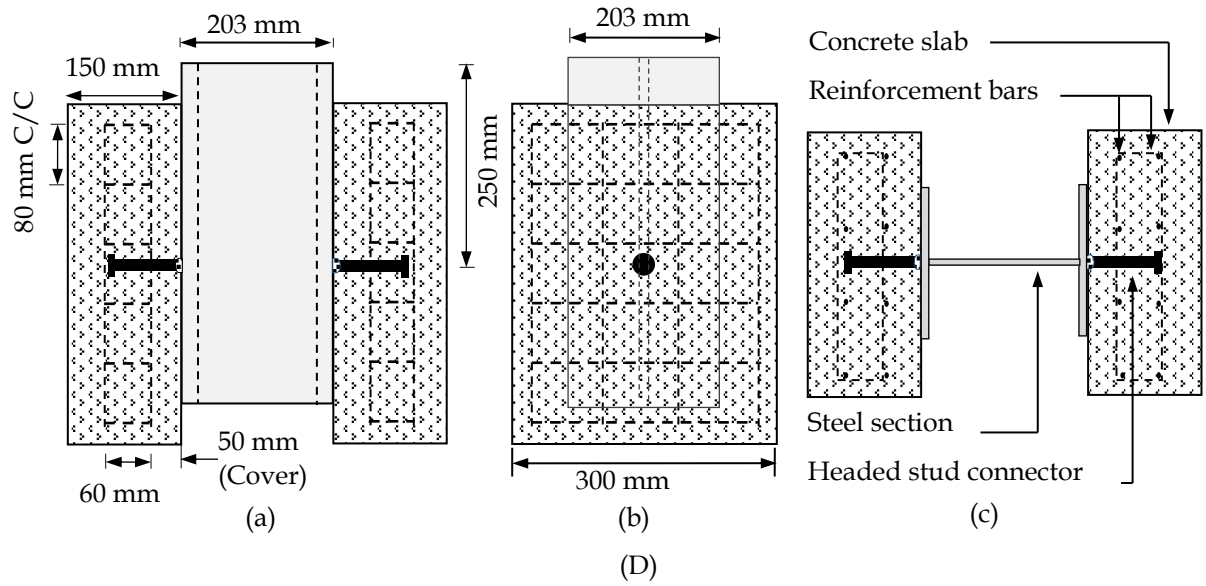 203 mm
150 mm
80 mm C/C
250 mm
50 mm
(Cover)
60 mm
(a)
203 mm
300 mm
(b)
Concrete slab
Reinforcement bars
Steel section
Headed stud connector
(c)
(D)